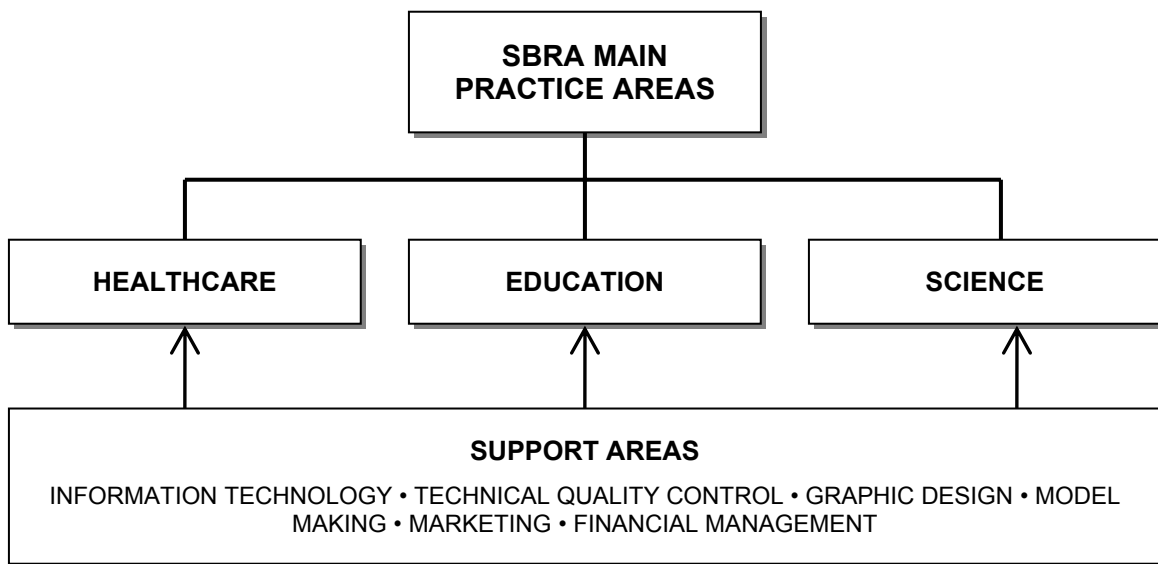 SBRA MAIN
PRACTICE AREAS
HEALTHCARE
EDUCATION
SCIENCE
SUPPORT AREAS
INFORMATION TECHNOLOGY • TECHNICAL QUALITY CONTROL • GRAPHIC DESIGN • MODEL
MAKING • MARKETING • FINANCIAL MANAGEMENT